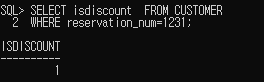 SQL> SELECT isdiscount  FROM CUSTOMER
  2  WHERE reservation_num=1231;
ISDISCOUNT
----------
         1